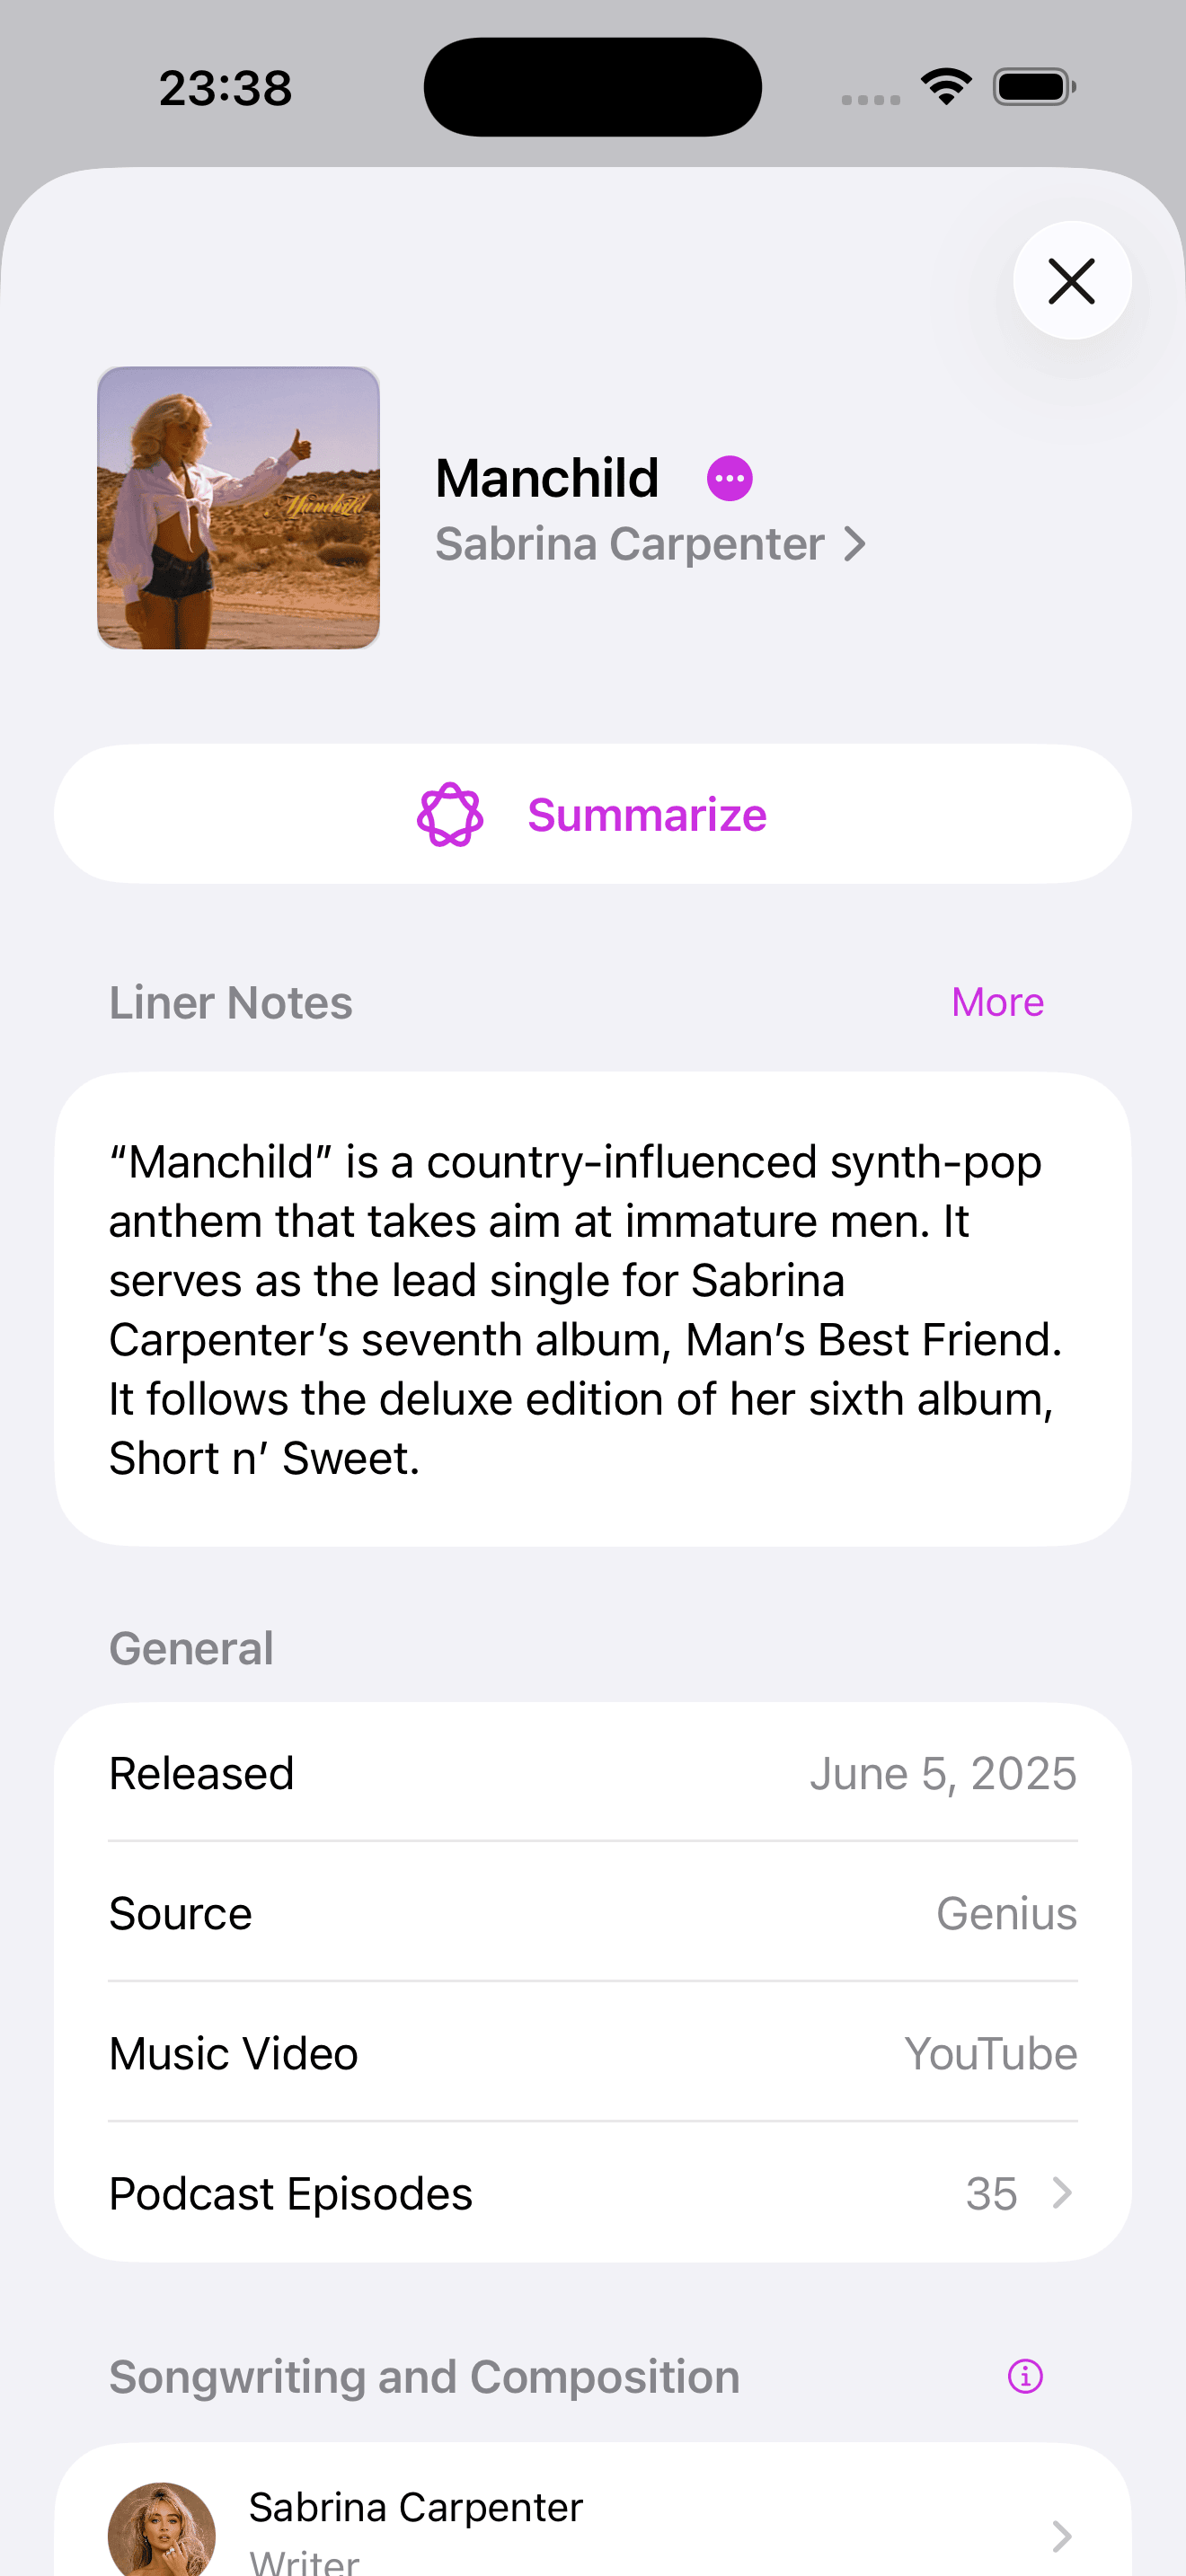 23:38
Manchild
Manchild
Sabrina Carpenter
Summarize
Liner Notes
More
“Manchild” is a country-influenced synth-pop
anthem that takes aim at immature men. It
serves as the lead single for Sabrina
Carpenter’s seventh album, Man’s Best Friend.
It follows the deluxe edition of her sixth album,
Short n’ Sweet.
General
Released June 5, 2025
Source Genius
Music Video YouTube
Podcast Episodes 35
Songwriting and Composition
Sabrina Carpenter
Writer